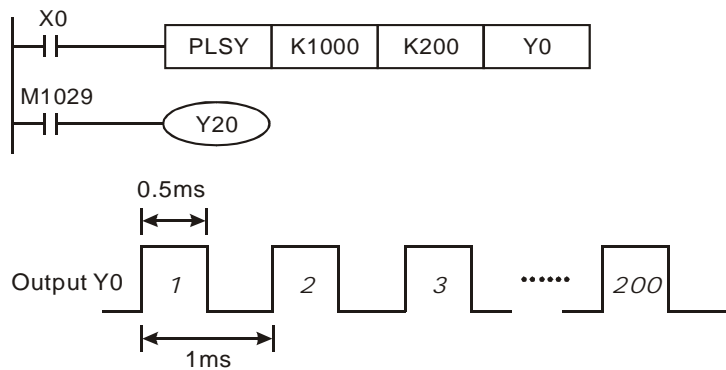 X0
PLSY K1000 K200 Y0
M1029
Y20
0.5ms
Output Y0 1 2 3 ...... 200
1ms